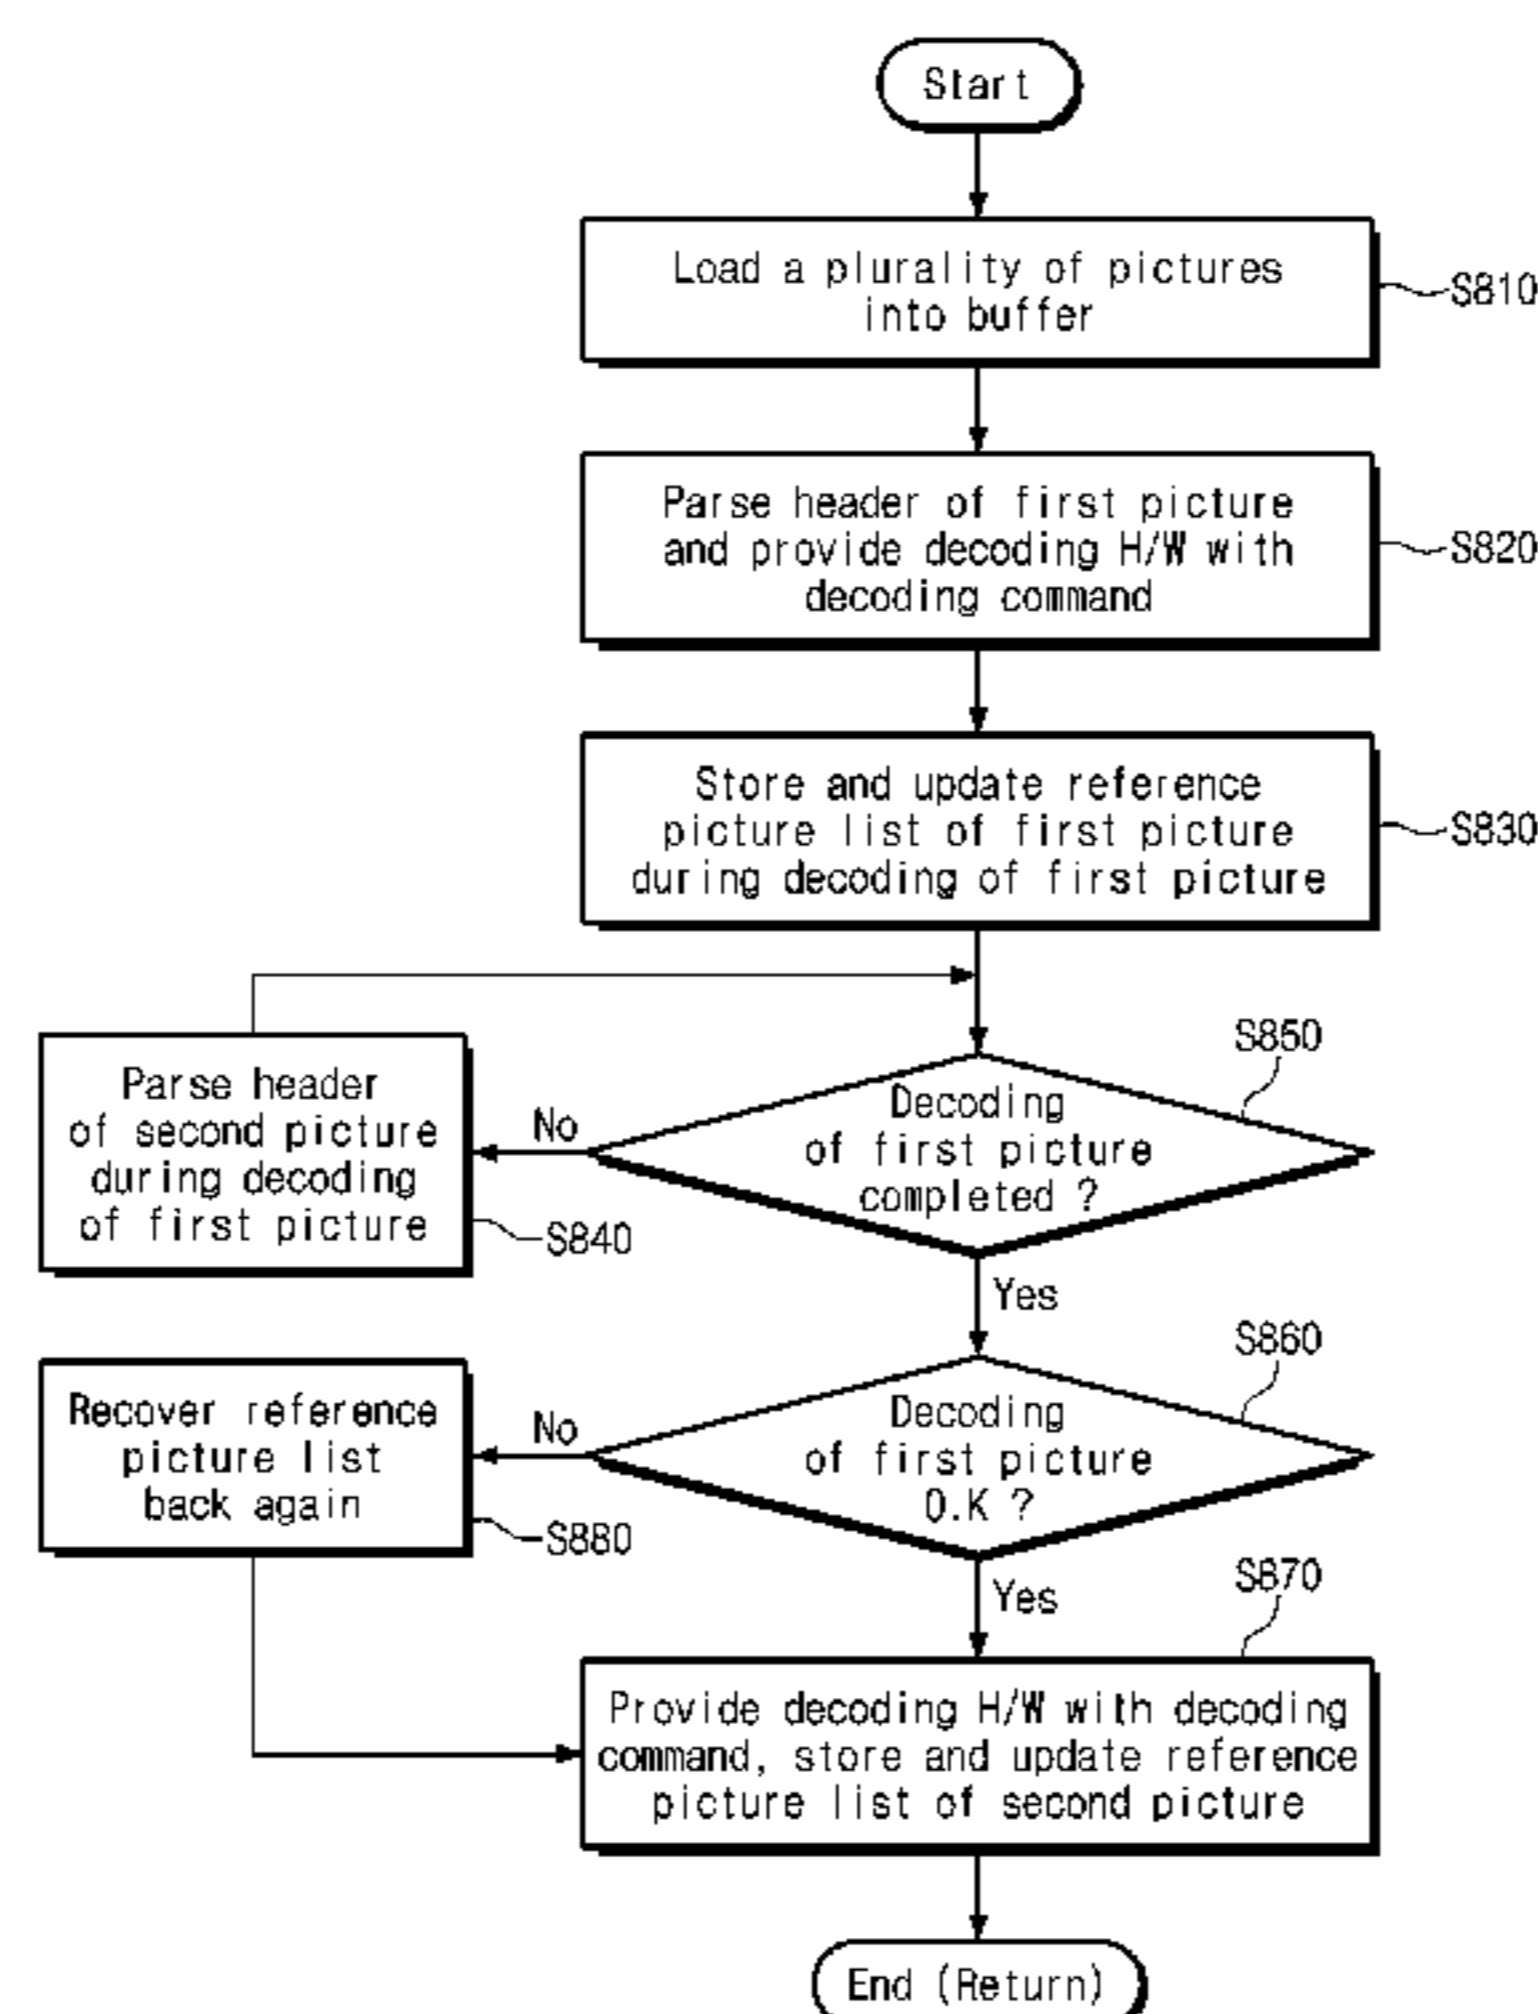 Start
Load a plurality of pictures
into buffer
S810
Parse header of first picture
and provide decoding H/W with
decoding command
S820
Store and update reference
picture list of first picture
during decoding of first picture
S830
Parse header
of second picture
during decoding
of first picture
S840
No
S850
Decoding
of first picture
completed ?
Yes
Recover reference
picture list
back again
S880
No
S860
Decoding
of first picture
O.K ?
Yes
S870
Provide decoding H/W with decoding
command, store and update reference
picture list of second picture
End (Return)